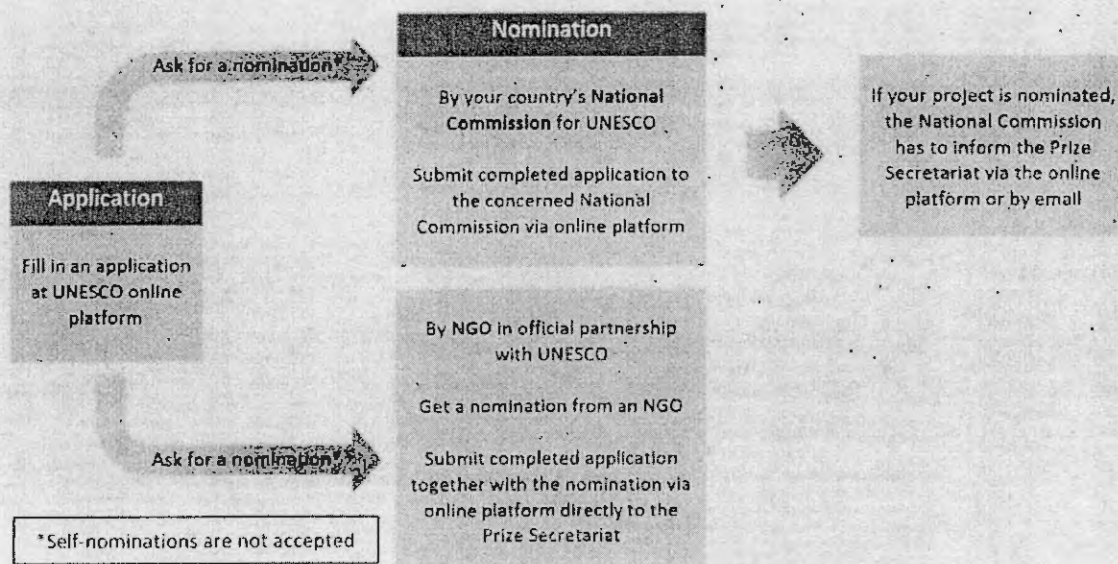 Nomination
Ask for a nomination*
By your country's National
Commission for UNESCO
Submit completed application to
the concerned National
Commission via online platform
If your project is nominated,
the National Commission
has to inform the Prize
Secretariat via the online
platform or by email
Application
Fill in an application
at UNESCO online
platform
By NGO in official partnership
with UNESCO
Get a nomination from an NGO
Ask for a nomination*
Submit completed application
together with the nomination via
online platform directly to the
Prize Secretariat
*Self-nominations are not accepted